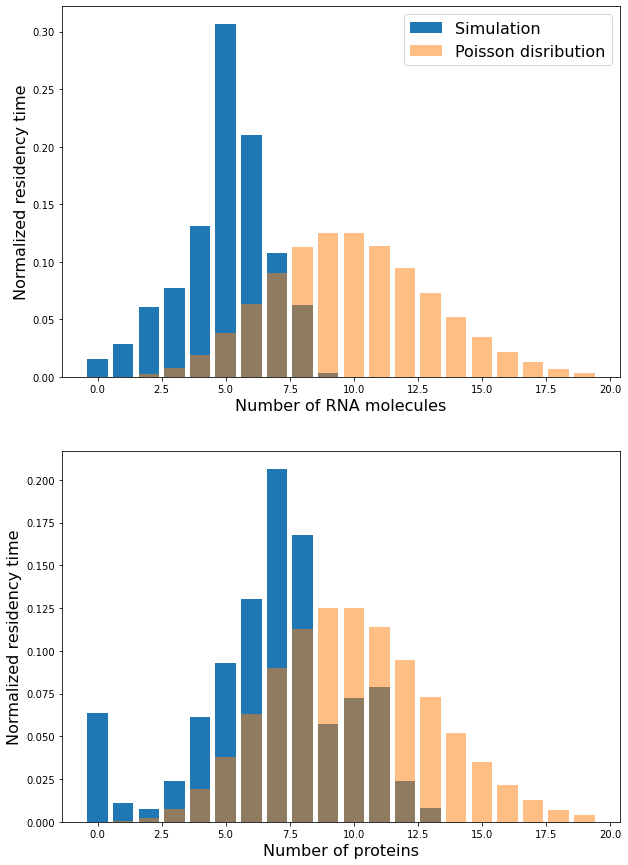 Simulation
Poisson disribution
Normalized residency time
0.30
0.25
0.20
0.15
0.10
0.05
0.00
0.0 2.5 5.0 7.5 10.0 12.5 15.0 17.5 20.0
Number of RNA molecules
Normalized residency time
0.200
0.175
0.150
0.125
0.100
0.075
0.050
0.025
0.000
0.0 2.5 5.0 7.5 10.0 12.5 15.0 17.5 20.0
Number of proteins